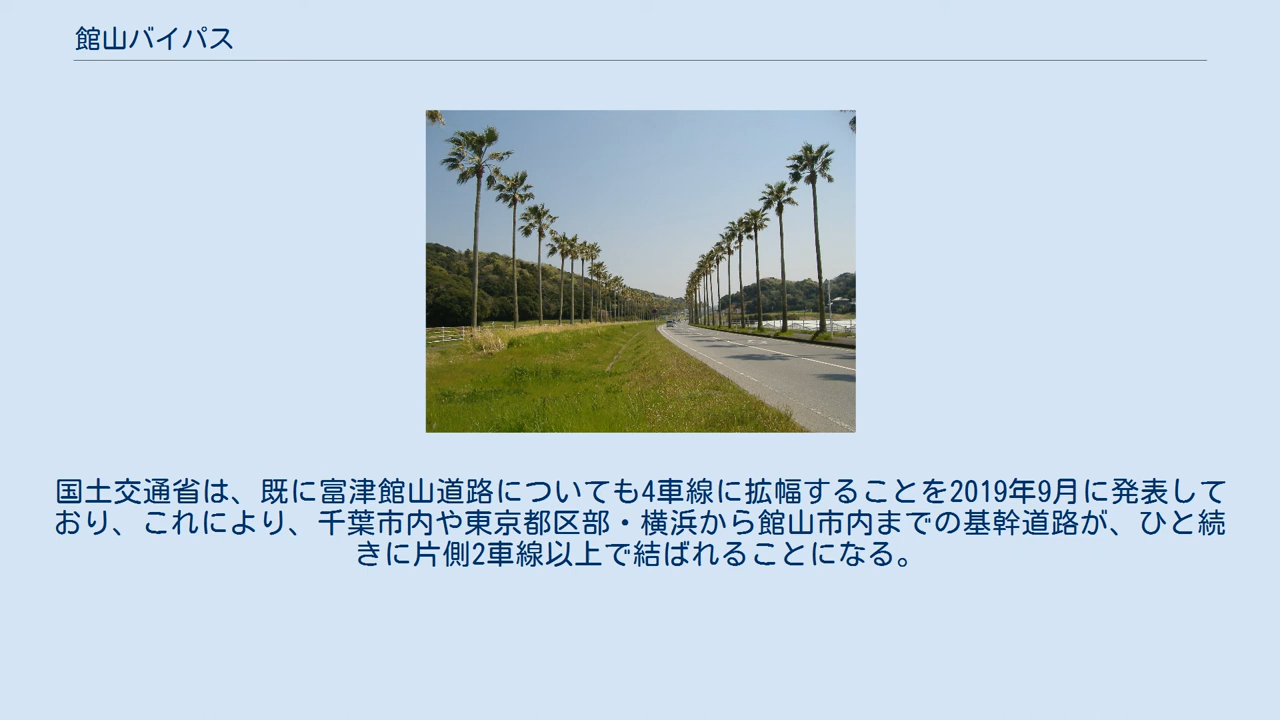 館山バイパス
国土交通省は、既に富津館山道路についても4車線に拡幅することを2019年9月に発表して
おり、これにより、千葉市内や東京都区部・横浜から館山市内までの基幹道路が、ひと続
きに片側2車線以上で結ばれることになる。